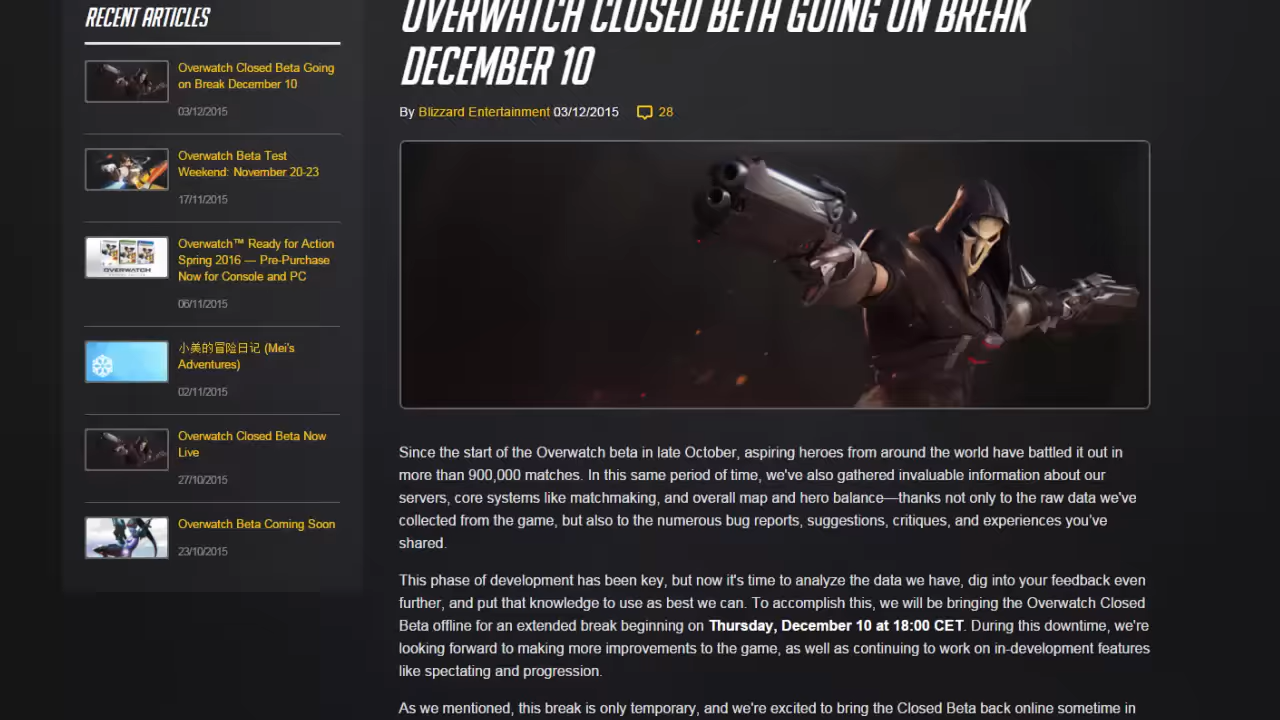 RECENT ARTICLES
Overwatch Closed Beta Going
on Break December 10
03/12/2015
Overwatch Beta Test
Weekend: November 20-23
17/11/2015
Overwatch™ Ready for Action
Spring 2016 — Pre-Purchase
Now for Console and PC
06/11/2015
OVERWATCH
小美的冒险日记 (Mei's
Adventures)
02/11/2015
Overwatch Closed Beta Now
Live
27/10/2015
Overwatch Beta Coming Soon
23/10/2015
OVERWATCH CLOSED BETA GOING ON BREAK
DECEMBER 10
By Blizzard Entertainment 03/12/2015 28
Since the start of the Overwatch beta in late October, aspiring heroes from around the world have battled it out in
more than 900,000 matches. In this same period of time, we've also gathered invaluable information about our
servers, core systems like matchmaking, and overall map and hero balance—thanks not only to the raw data we've
collected from the game, but also to the numerous bug reports, suggestions, critiques, and experiences you've
shared.
This phase of development has been key, but now it's time to analyze the data we have, dig into your feedback even
further, and put that knowledge to use as best we can. To accomplish this, we will be bringing the Overwatch Closed
Beta offline for an extended break beginning on Thursday, December 10 at 18:00 CET. During this downtime, we're
looking forward to making more improvements to the game, as well as continuing to work on in-development features
like spectating and progression.
As we mentioned, this break is only temporary, and we're excited to bring the Closed Beta back online sometime in